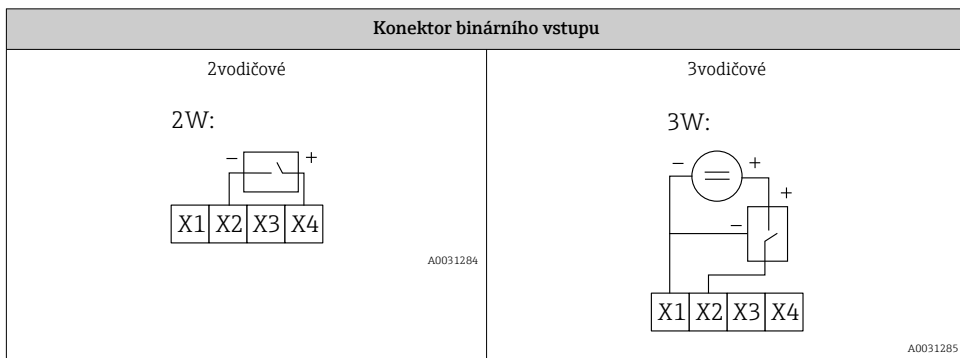 Konektor binárního vstupu
2vodičové
2W:
− +
X1 X2 X3 X4
A0031284
3vodičové
3W:
− +
+
−
X1 X2 X3 X4
A0031285